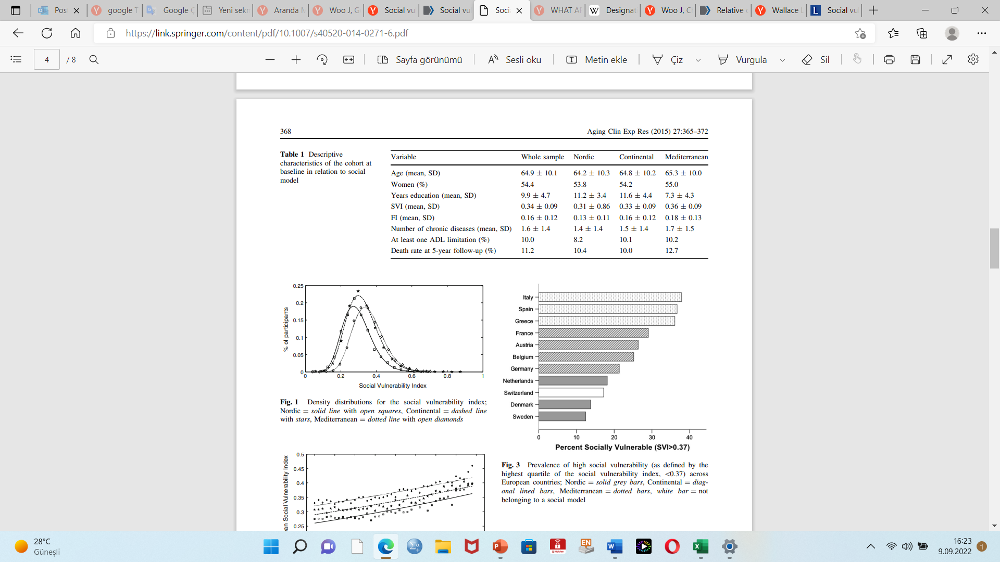 Pos
google T
Google Ç
Yeni sekm
Aranda M
Woo J, G
Social vu
Social vu
Soci
WHAT AR
Designat
Woo J, C
Relative
Wallace L
Social vu
https://link.springer.com/content/pdf/10.1007/s40520-014-0271-6.pdf
4 / 8 Sayfa görünümü Sesli oku Metin ekle Çiz Vurgula Sil
368 Aging Clin Exp Res (2015) 27:365–372
Table 1 Descriptive
characteristics of the cohort at
baseline in relation to social
model
Variable Whole sample Nordic Continental Mediterranean
Age (mean, SD) 64.9 ± 10.1 64.2 ± 10.3 64.8 ± 10.2 65.3 ± 10.0
Women (%) 54.4 53.8 54.2 55.0
Years education (mean, SD) 9.9 ± 4.7 11.2 ± 3.4 11.6 ± 4.4 7.3 ± 4.3
SVI (mean, SD) 0.34 ± 0.09 0.31 ± 0.86 0.33 ± 0.09 0.36 ± 0.09
FI (mean, SD) 0.16 ± 0.12 0.13 ± 0.11 0.16 ± 0.12 0.18 ± 0.13
Number of chronic diseases (mean, SD) 1.6 ± 1.4 1.4 ± 1.4 1.5 ± 1.4 1.7 ± 1.5
At least one ADL limitation (%) 10.0 8.2 10.1 10.2
Death rate at 5-year follow-up (%) 11.2 10.4 10.0 12.7
0.25
0.2
0.15
0.1
0.05
0
% of participants
0 0.2 0.4 0.6 0.8 1
Social Vulnerability Index
Fig. 1 Density distributions for the social vulnerability index;
Nordic = solid line with open squares, Continental = dashed line
with stars, Mediterranean = dotted line with open diamonds
0.5
0.45
0.4
0.35
0.3
0.25
an Social Vulnerability Index
Italy
Spain
Greece
France
Austria
Belgium
Germany
Netherlands
Switzerland
Denmark
Sweden
0 10 20 30 40
Percent Socially Vulnerable (SVI>0.37)
Fig. 3 Prevalence of high social vulnerability (as defined by the
highest quartile of the social vulnerability index, <0.37) across
European countries; Nordic = solid grey bars, Continental = diag-
onal lined bars, Mediterranean = dotted bars, white bar = not
belonging to a social model
28°C
Güneşli
16:23
9.09.2022
1